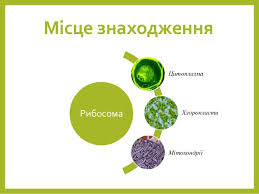 Місце знаходження
Цитоплазма
Рибосома
Хлоропласти
Мітохондрії